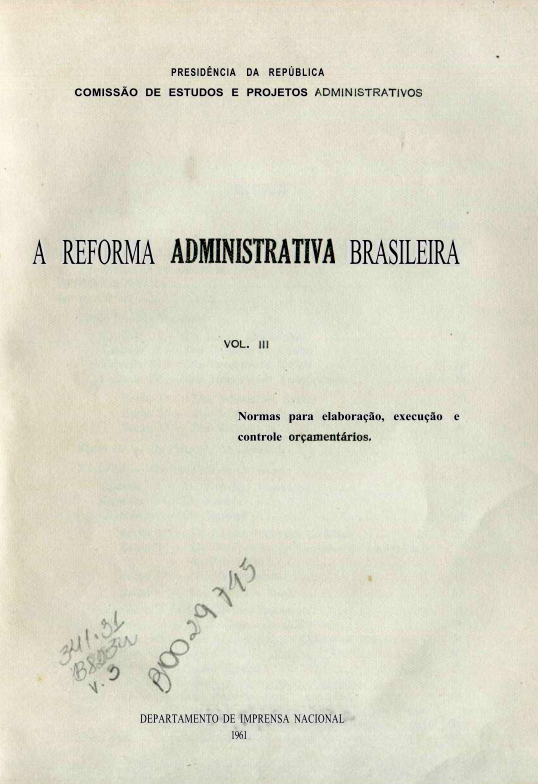 PRESIDÊNCIA DA REPÚBLICA
COMISSÃO DE ESTUDOS E PROJETOS ADMINISTRATIVOS
A REFORMA ADMINISTRATIVA BRASILEIRA
VOL. III
Normas para elaboração, execução e
controle orçamentários.
341.31
v. 3
B0029745
DEPARTAMENTO DE IMPRENSA NACIONAL
1961